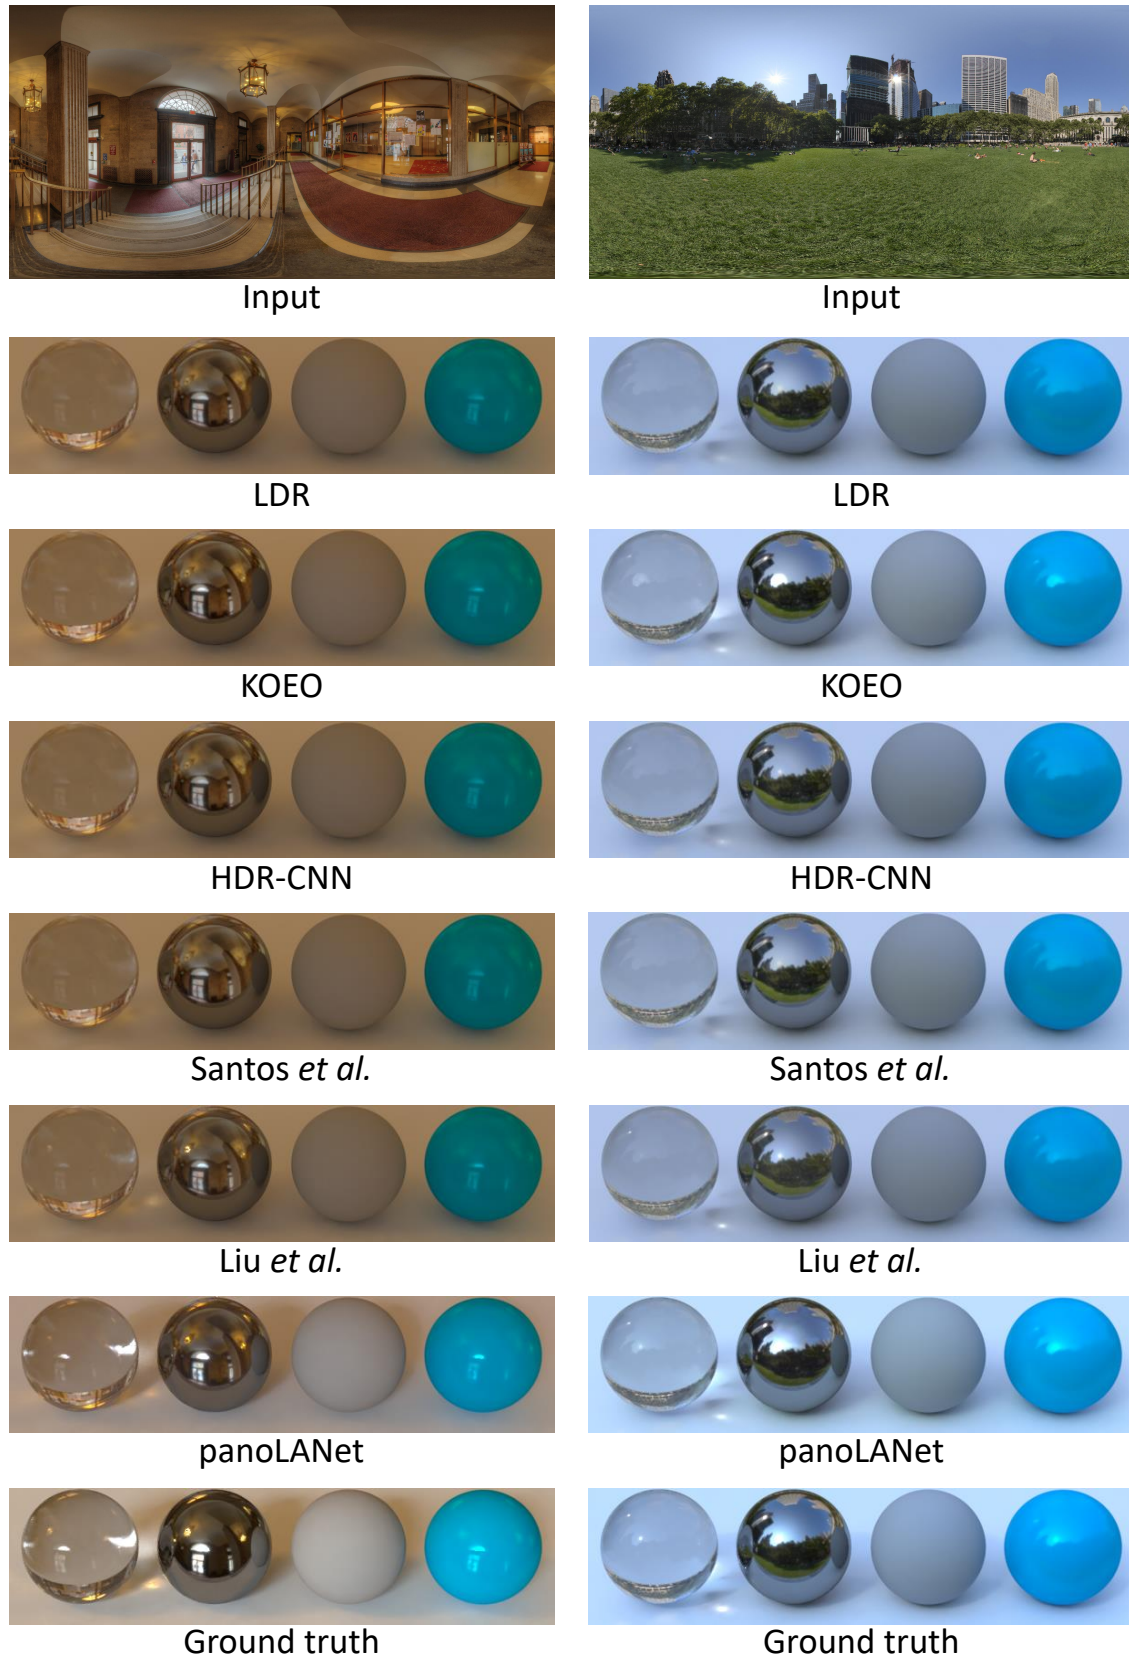 Input
Input
LDR
LDR
KOEO
KOEO
HDR-CNN
HDR-CNN
Santos et al.
Santos et al.
Liu et al.
Liu et al.
panoLANet
panoLANet
Ground truth
Ground truth